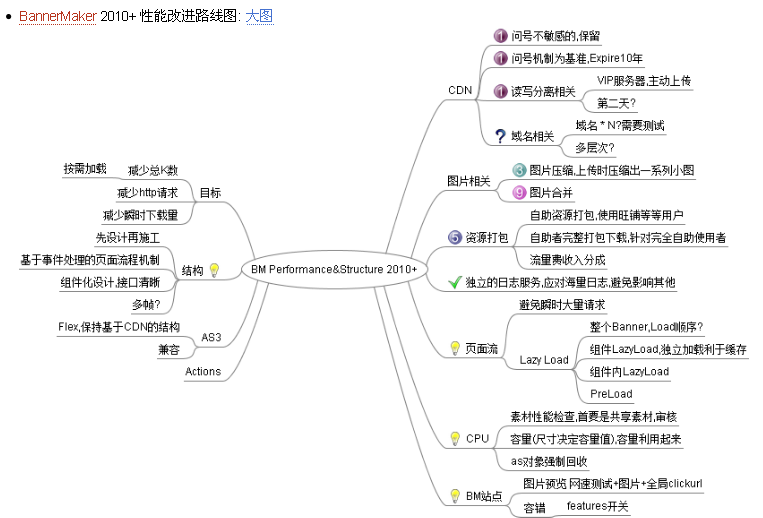 BannerMaker 2010+ 性能改进路线图: 大图
BM Performance&Structure 2010+
CDN
1 问号不敏感的,保留
1 问号机制为基准,Expire10年
1 读写分离相关
VIP服务器,主动上传
第二天?
? 域名相关
域名 * N?需要测试
多层次?
图片相关
3 图片压缩,上传时压缩出一系列小图
9 图片合并
5 资源打包
自助资源打包,使用旺铺等等用户
自助者完整打包下载,针对完全自助使用者
流量费收入分成
独立的日志服务,应对海量日志,避免影响其他
页面流
避免瞬时大量请求
Lazy Load
整个Banner,Load顺序?
组件LazyLoad,独立加载利于缓存
组件内LazyLoad
PreLoad
CPU
素材性能检查,首要是共享素材,审核
容量(尺寸决定容量值),容量利用起来
as对象强制回收
BM站点
图片预览 网速测试+图片+全局clickurl
容错
features开关
目标
减少总K数
按需加载
减少http请求
减少瞬时下载量
结构
先设计再施工
基于事件处理的页面流程机制
组件化设计,接口清晰
多帧?
AS3
Flex,保持基于CDN的结构
兼容
Actions